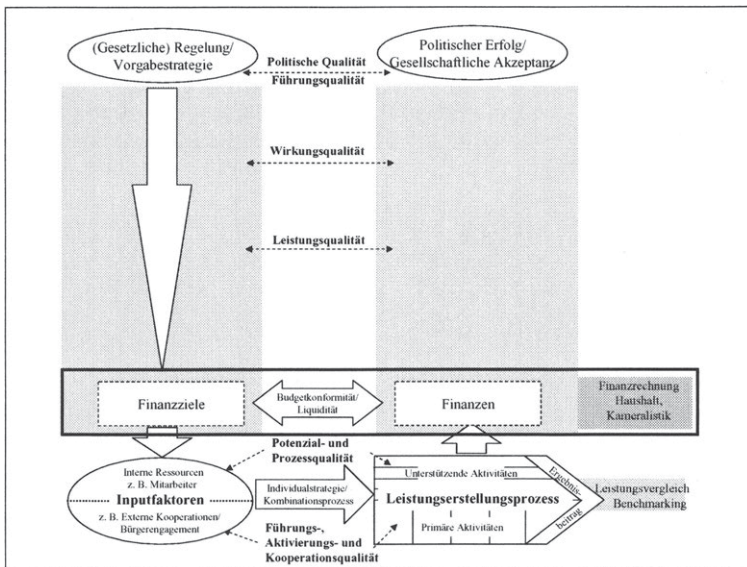 (Gesetzliche) Regelung/
Vorgabestrategie
Politische Qualität
Führungsqualität
Politischer Erfolg/
Gesellschaftliche Akzeptanz
Wirkungsqualität
Leistungsqualität
Finanzziele
Budgetkonformität/
Liquidität
Finanzen
Finanzrechnung
Haushalt,
Kameralistik
Potenzial- und
Prozessqualität
Interne Ressourcen
z. B. Mitarbeiter
Inputfaktoren
z. B. Externe Kooperationen/
Bürgerengagement
Individualstrategie/
Kombinationsprozess
Führungs-,
Aktivierungs- und
Kooperationsqualität
Unterstützende Aktivitäten
Leistungserstellungsprozess
Primäre Aktivitäten
Ergebnis-
beitrag
Leistungsvergleich
Benchmarking